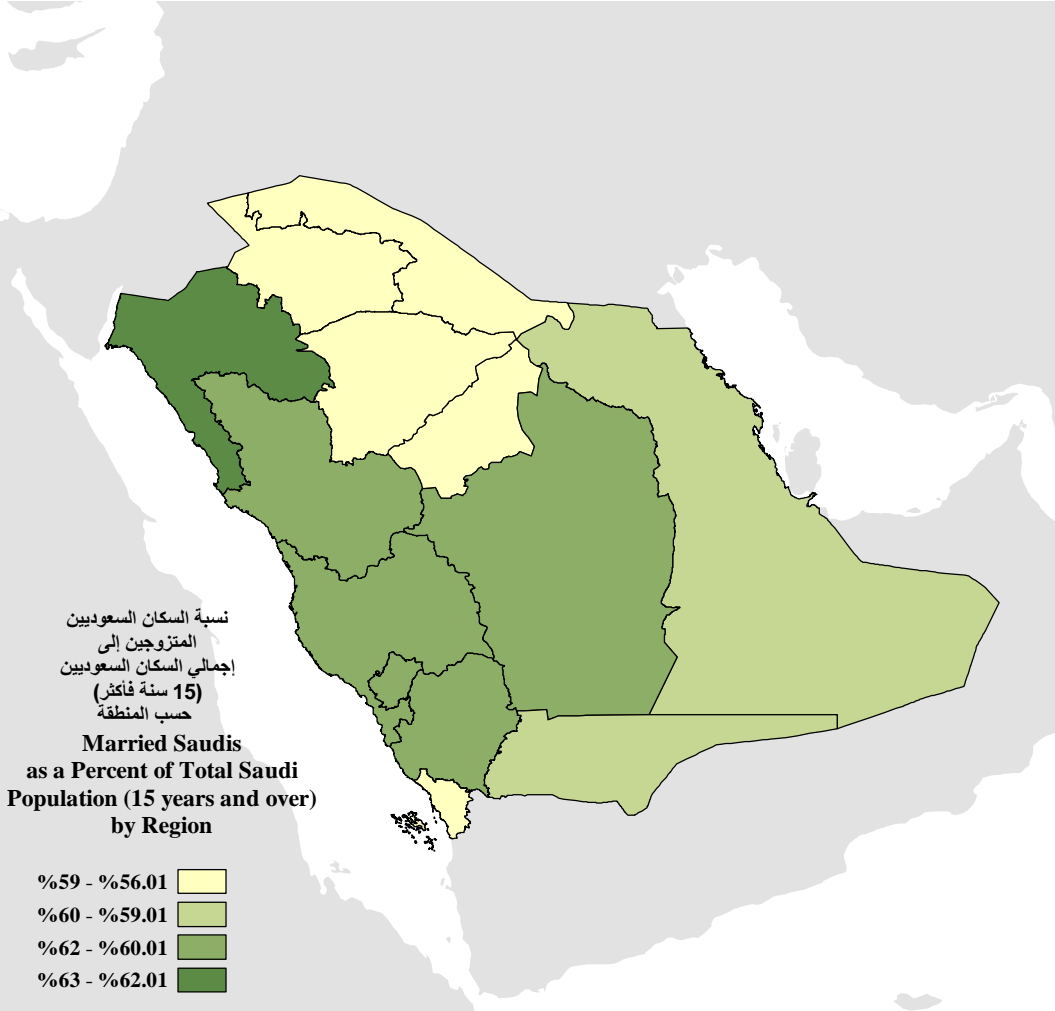 نسبة السكان السعوديين
المتزوجين إلى
إجمالي السكان السعوديين
(15 سنة فأكثر)
حسب المنطقة
Married Saudis
as a Percent of Total Saudi
Population (15 years and over)
by Region
%59 - %56.01
%60 - %59.01
%62 - %60.01
%63 - %62.01